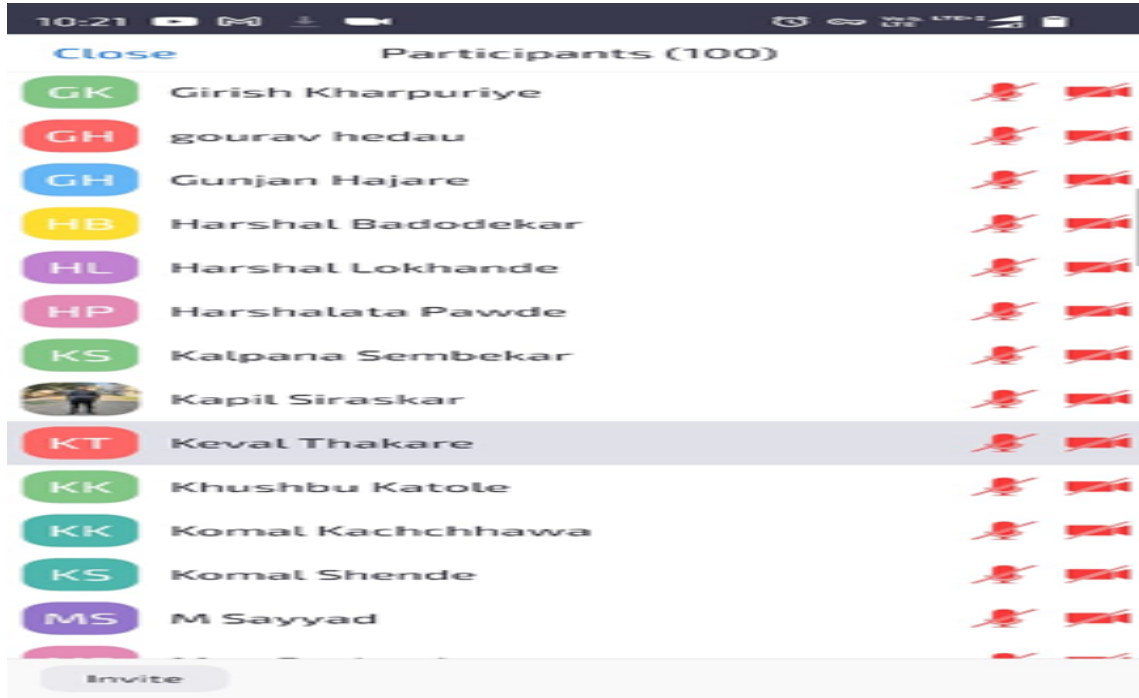 10:21
Close Participants (100)
GK Girish Kharpuriye
GH gourav hedau
GH Gunjan Hajare
HB Harshal Badodekar
HL Harshal Lokhande
HP Harshalata Pawde
KS Kalpana Sembekar
Kapil Siraskar
KT Keval Thakare
KK Khushbu Katole
KK Komal Kachchhawa
KS Komal Shende
MS M Sayyad
Invite